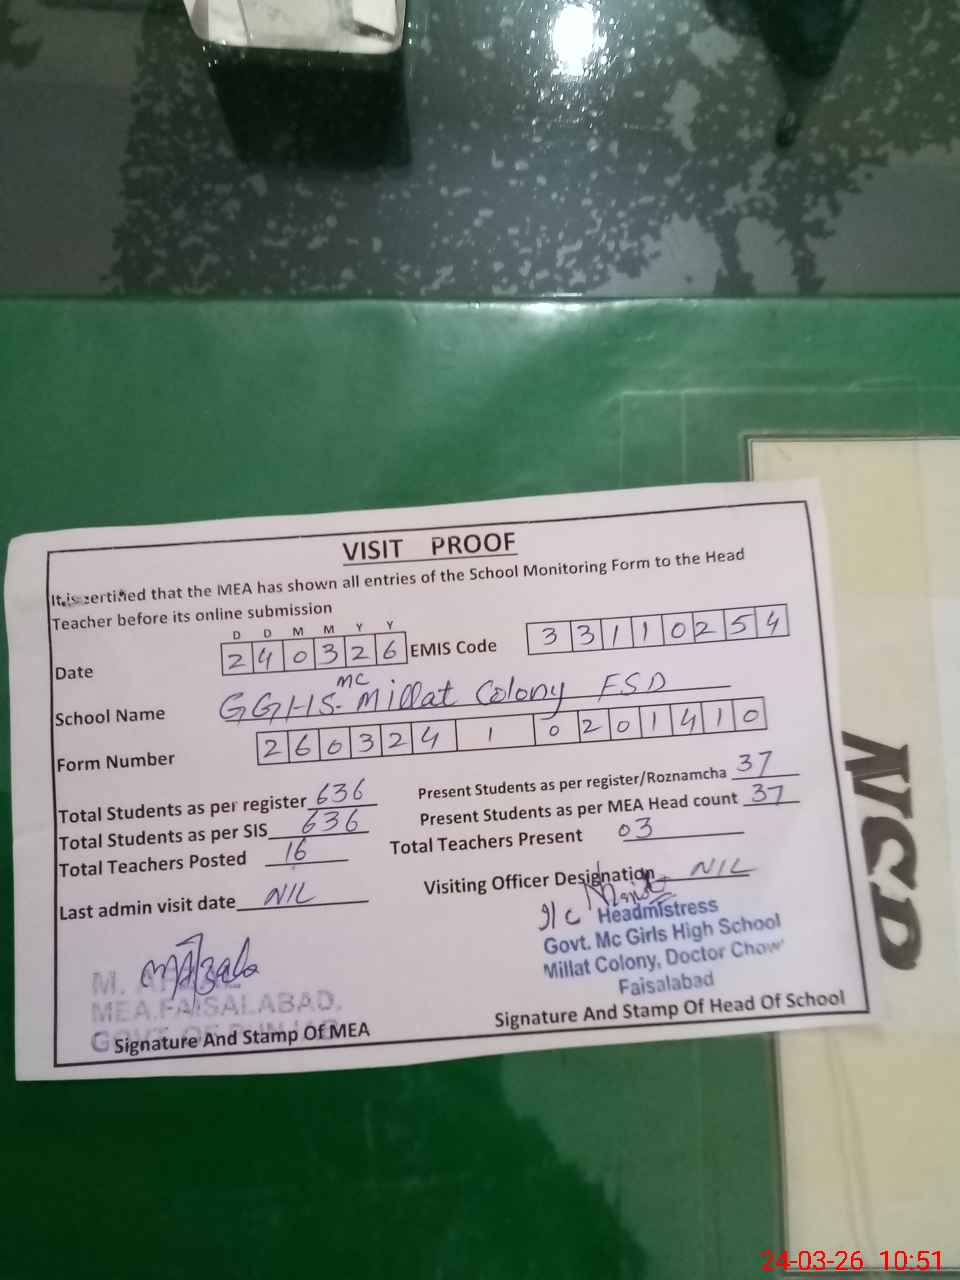 VISIT PROOF
It is certified that the MEA has shown all entries of the School Monitoring Form to the Head
Teacher before its online submission
D D M M Y Y
Date 2 4 0 3 2 6 EMIS Code 3 3 1 1 0 2 5 4
School Name GGHS. MC Millat Colony FSD
Form Number 2 6 0 3 2 4 1 0 2 0 1 4 1 0
Total Students as per register 636 Present Students as per register/Roznamcha 37
Total Students as per SIS 636 Present Students as per MEA Head count 37
Total Teachers Posted 16 Total Teachers Present 03
Last admin visit date NIL Visiting Officer Designation NIL
I/c Headmistress
Govt. Mc Girls High School
Millat Colony, Doctor Chow
Faisalabad
M.
MEA.FAISALABAD.
Signature And Stamp Of MEA Signature And Stamp Of Head Of School
24-03-26 10:51